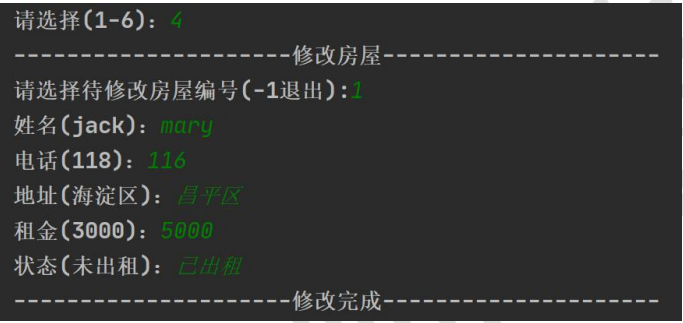 请选择(1-6)：4
---------------------修改房屋---------------------
请选择待修改房屋编号(-1退出):1
姓名(jack)：mary
电话(118)：116
地址(海淀区)：昌平区
租金(3000)：5000
状态(未出租)：已出租
---------------------修改完成---------------------